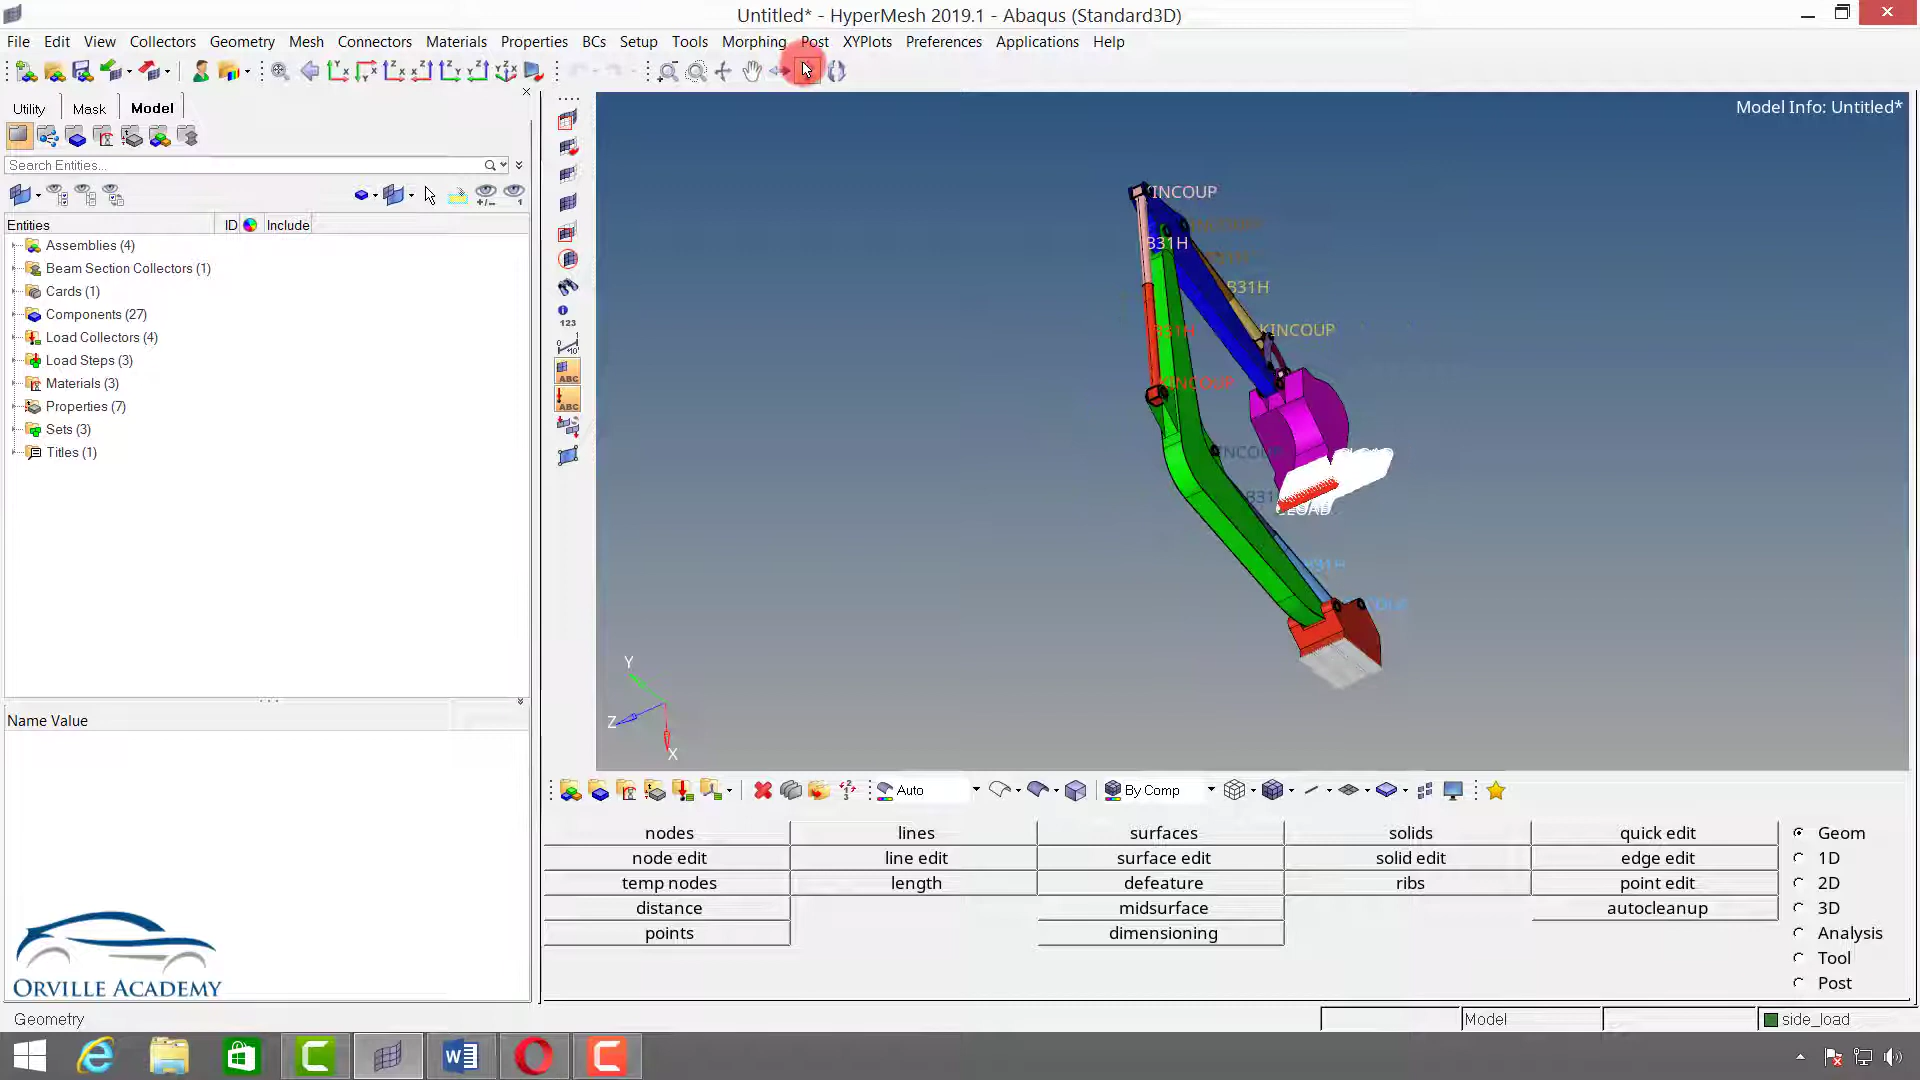 Untitled* - HyperMesh 2019.1 - Abaqus (Standard3D)
File Edit View Collectors Geometry Mesh Connectors Materials Properties BCs Setup Tools Morphing Post XYPlots Preferences Applications Help
Utility Mask Model
Search Entities...
Entities ID Include
Assemblies (4)
Beam Section Collectors (1)
Cards (1)
Components (27)
Load Collectors (4)
Load Steps (3)
Materials (3)
Properties (7)
Sets (3)
Titles (1)
Name Value
ORVILLE ACADEMY
Geometry
123
ABC
ABC
Model Info: Untitled*
B31H
B31H
KINCOUP
B31H
Y
Z
X
Auto
By Comp
nodes lines surfaces solids quick edit Geom
node edit line edit surface edit solid edit edge edit 1D
temp nodes length defeature ribs point edit 2D
distance midsurface autocleanup 3D
points dimensioning Analysis
Tool
Post
Model
side_load